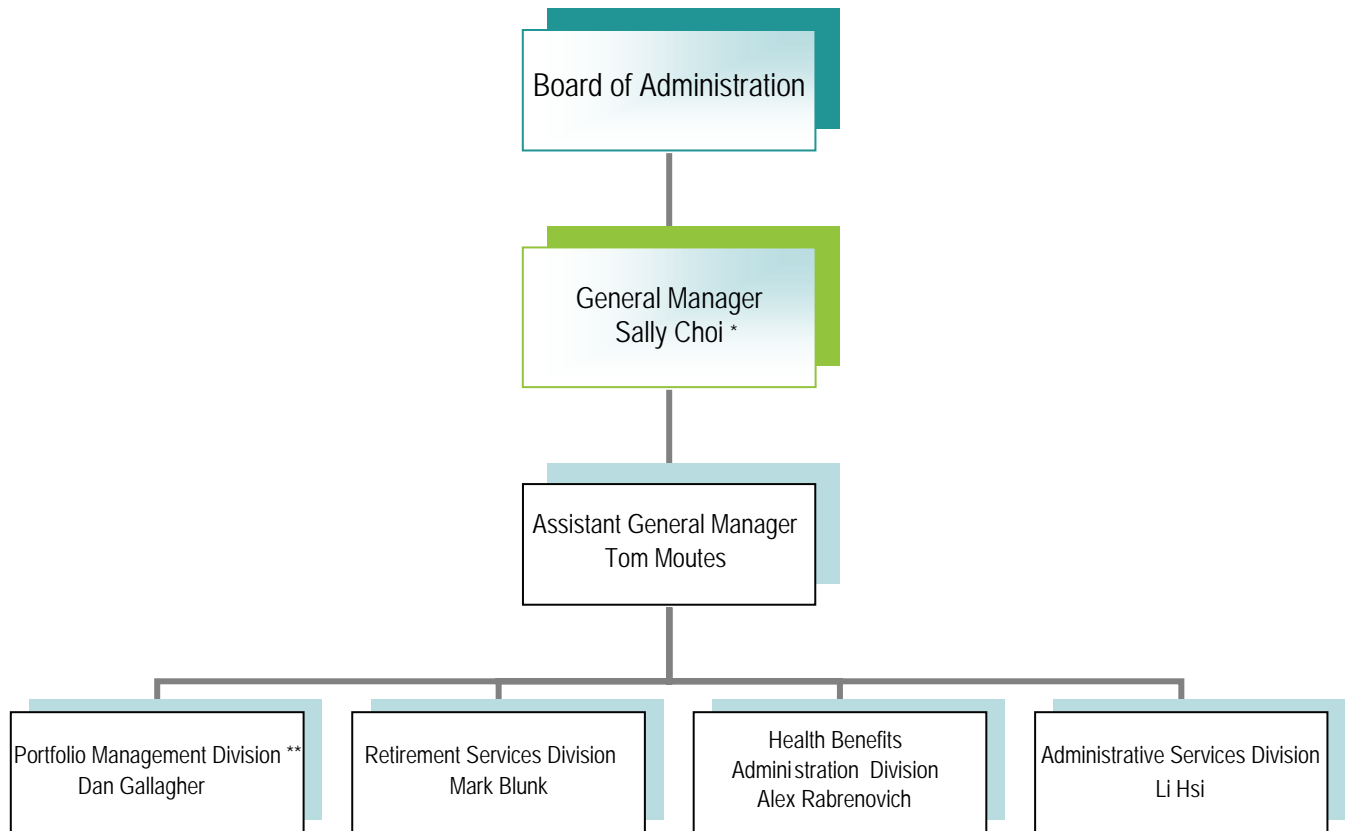 Board of Administration
General Manager
Sally Choi *
Assistant General Manager
Tom Moutes
Portfolio Management Division **
Dan Gallagher
Retirement Services Division
Mark Blunk
Health Benefits
Administration Division
Alex Rabrenovich
Administrative Services Division
Li Hsi